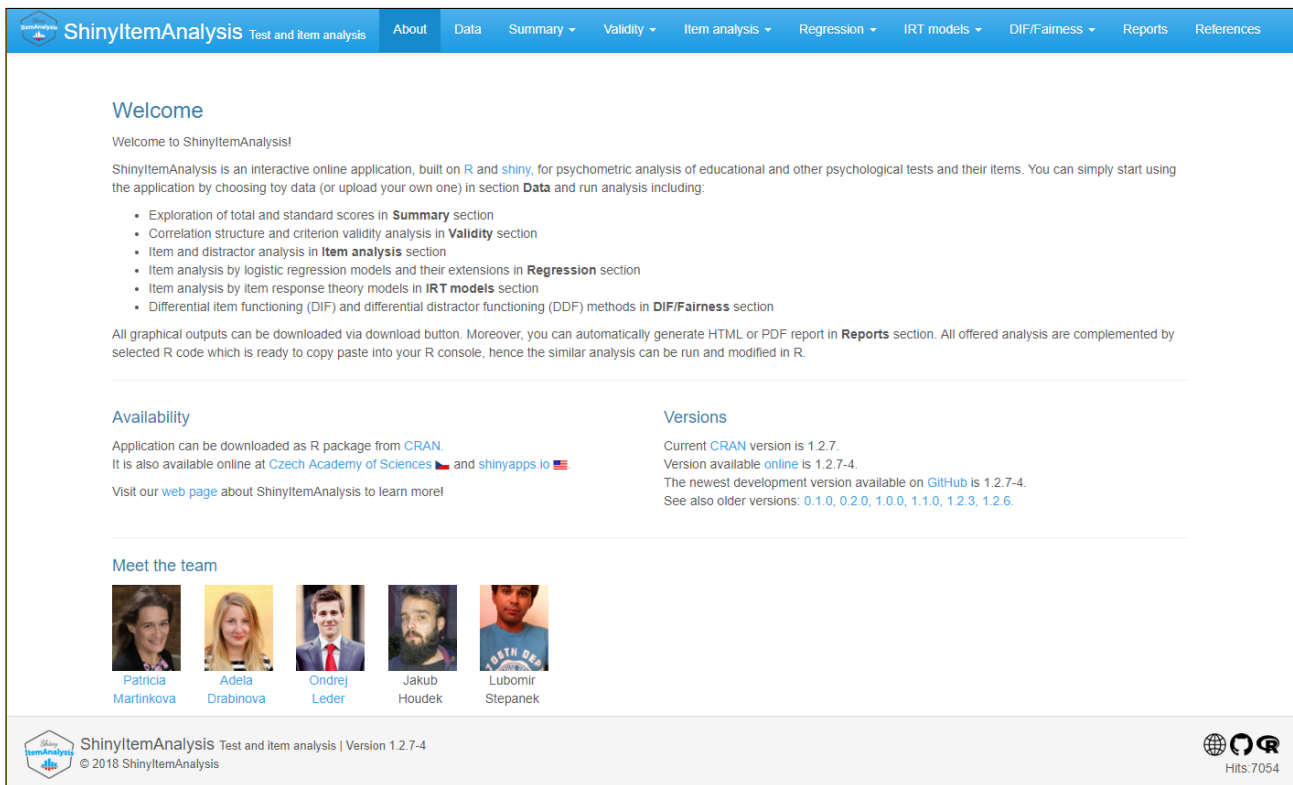 ShinyItemAnalysis Test and item analysis About Data Summary Validity Item analysis Regression IRT models DIF/Fairness Reports References
Welcome
Welcome to ShinyItemAnalysis!
ShinyItemAnalysis is an interactive online application, built on R and shiny, for psychometric analysis of educational and other psychological tests and their items. You can simply start using
the application by choosing toy data (or upload your own one) in section Data and run analysis including:
• Exploration of total and standard scores in Summary section
• Correlation structure and criterion validity analysis in Validity section
• Item and distractor analysis in Item analysis section
• Item analysis by logistic regression models and their extensions in Regression section
• Item analysis by item response theory models in IRT models section
• Differential item functioning (DIF) and differential distractor functioning (DDF) methods in DIF/Fairness section
All graphical outputs can be downloaded via download button. Moreover, you can automatically generate HTML or PDF report in Reports section. All offered analysis are complemented by
selected R code which is ready to copy paste into your R console, hence the similar analysis can be run and modified in R.
Availability
Application can be downloaded as R package from CRAN.
It is also available online at Czech Academy of Sciences and shinyapps.io.
Visit our web page about ShinyItemAnalysis to learn more!
Versions
Current CRAN version is 1.2.7.
Version available online is 1.2.7-4.
The newest development version available on GitHub is 1.2.7-4.
See also older versions: 0.1.0, 0.2.0, 1.0.0, 1.1.0, 1.2.3, 1.2.6.
Meet the team
Patricia
Martinkova
Adela
Drabinova
Ondrej
Leder
Jakub
Houdek
Lubomir
Stepanek
Shiny
ItemAnalysis
ShinyItemAnalysis Test and item analysis | Version 1.2.7-4
© 2018 ShinyItemAnalysis
Hits:7054